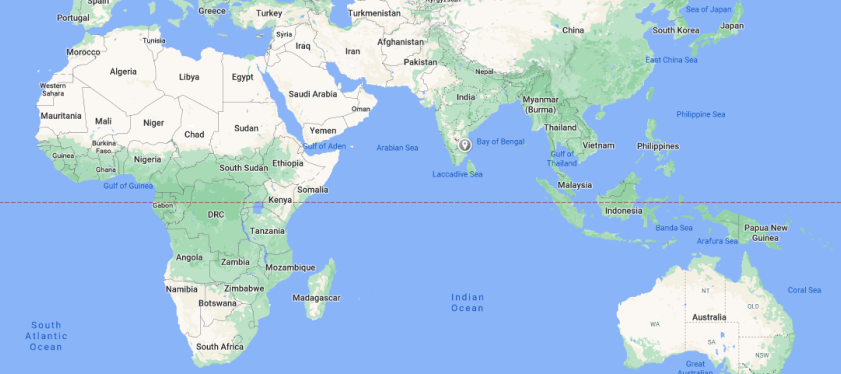 Spain
Portugal
Greece
Turkey
Turkmenistan
Kyrgyzstan
Sea of Japan
Japan
South Korea
China
Tunisia
Syria
Morocco
Iraq
Iran
Afghanistan
East China Sea
Algeria
Libya
Egypt
Pakistan
Nepal
Western
Sahara
Saudi Arabia
India
Oman
Myanmar
(Burma)
Mauritania
Mali
Niger
Chad
Sudan
Yemen
Thailand
Philippine Sea
Burkina
Faso
Gulf of Aden
Arabian Sea
Bay of Bengal
Vietnam
Philippines
Guinea
Nigeria
Ghana
South Sudan
Ethiopia
Gulf of
Thailand
Laccadive Sea
Gulf of Guinea
Somalia
Malaysia
Kenya
Gabon
DRC
Indonesia
Tanzania
Banda Sea
Papua New
Guinea
Arafura Sea
Angola
Zambia
Mozambique
Namibia
Zimbabwe
Botswana
Madagascar
Indian
Ocean
NT
QLD
Coral Sea
South
Atlantic
Ocean
WA
Australia
SA
NSW
South Africa
Great
Australian